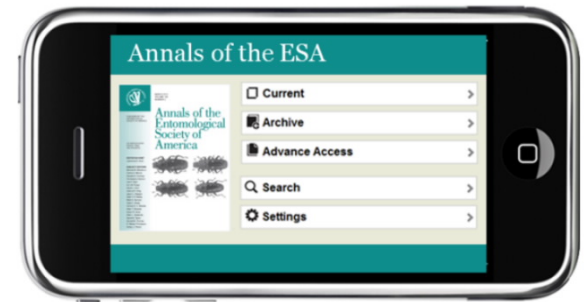 Annals of the ESA
Annals of the
Entomological
Society of
America
Current
Archive
Advance Access
Search
Settings